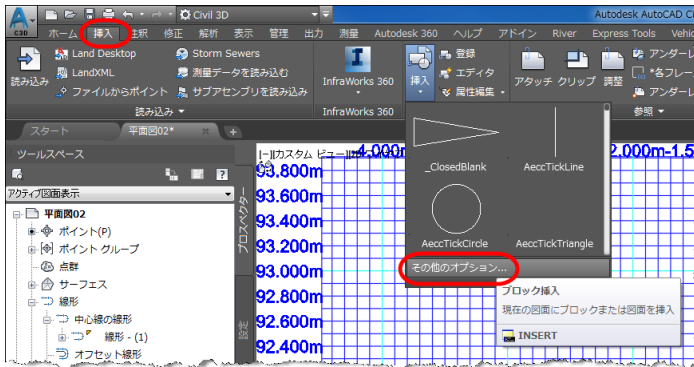 Civil 3D
Autodesk AutoCAD C
C3D
ホーム 挿入 注釈 修正 解析 表示 管理 出力 測量 Autodesk 360 ヘルプ アドイン River Express Tools Vehi
読み込み
Land Desktop
LandXML
ファイルからポイント
Storm Sewers
測量データを読み込む
サブアセンブリを読み込み
InfraWorks 360
挿入
登録
エディタ
属性編集
アタッチ クリップ 調整
アンダーレ
各フレー
アンダーレ
読み込み
InfraWorks 360
参照
スタート
平面図02*
ツールスペース
アクティブ図面表示
平面図02
ポイント(P)
ポイント グループ
点群
サーフェス
線形
中心線の線形
線形 - (1)
オフセット線形
プロスペクター
設定
[-][カスタム ビュー]
4.000
2.000m-1.5
93.800m
93.600m
93.400m
93.200m
93.000m
92.800m
92.600m
92.400m
_ClosedBlank
AeccTickLine
AeccTickCircle
AeccTickTriangle
その他のオプション...
ブロック挿入
現在の図面にブロックまたは図面を挿入
INSERT